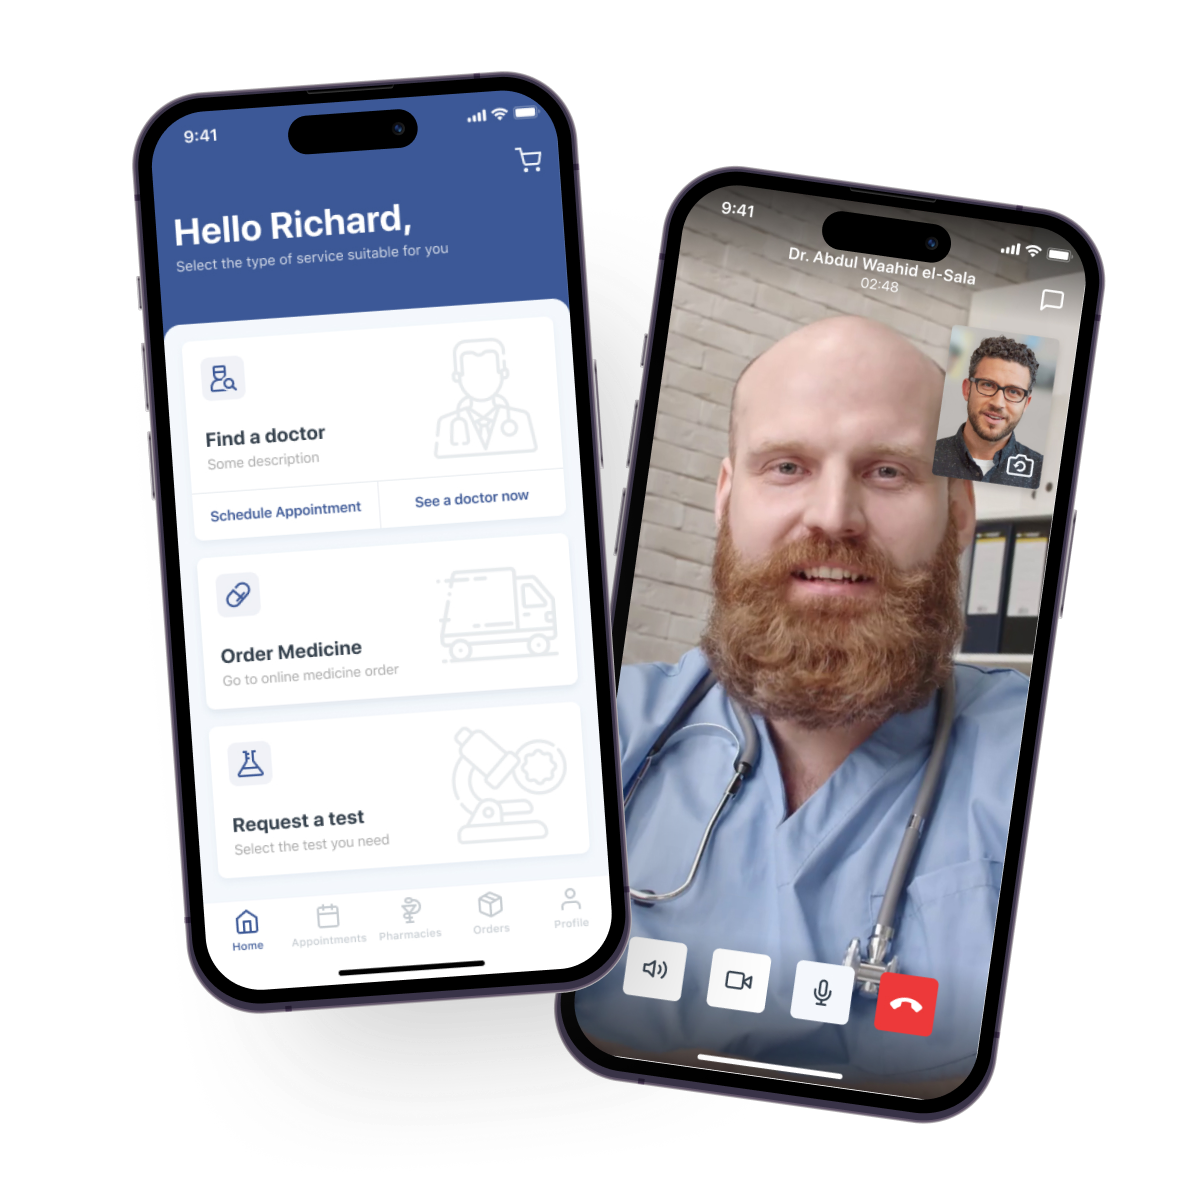 9:41
Hello Richard,
Select the type of service suitable for you
Find a doctor
Some description
Schedule Appointment
See a doctor now
Order Medicine
Go to online medicine order
Request a test
Select the test you need
Home
Appointments
Pharmacies
Orders
Profile
9:41
Dr. Abdul Waahid el-Sala
02:48